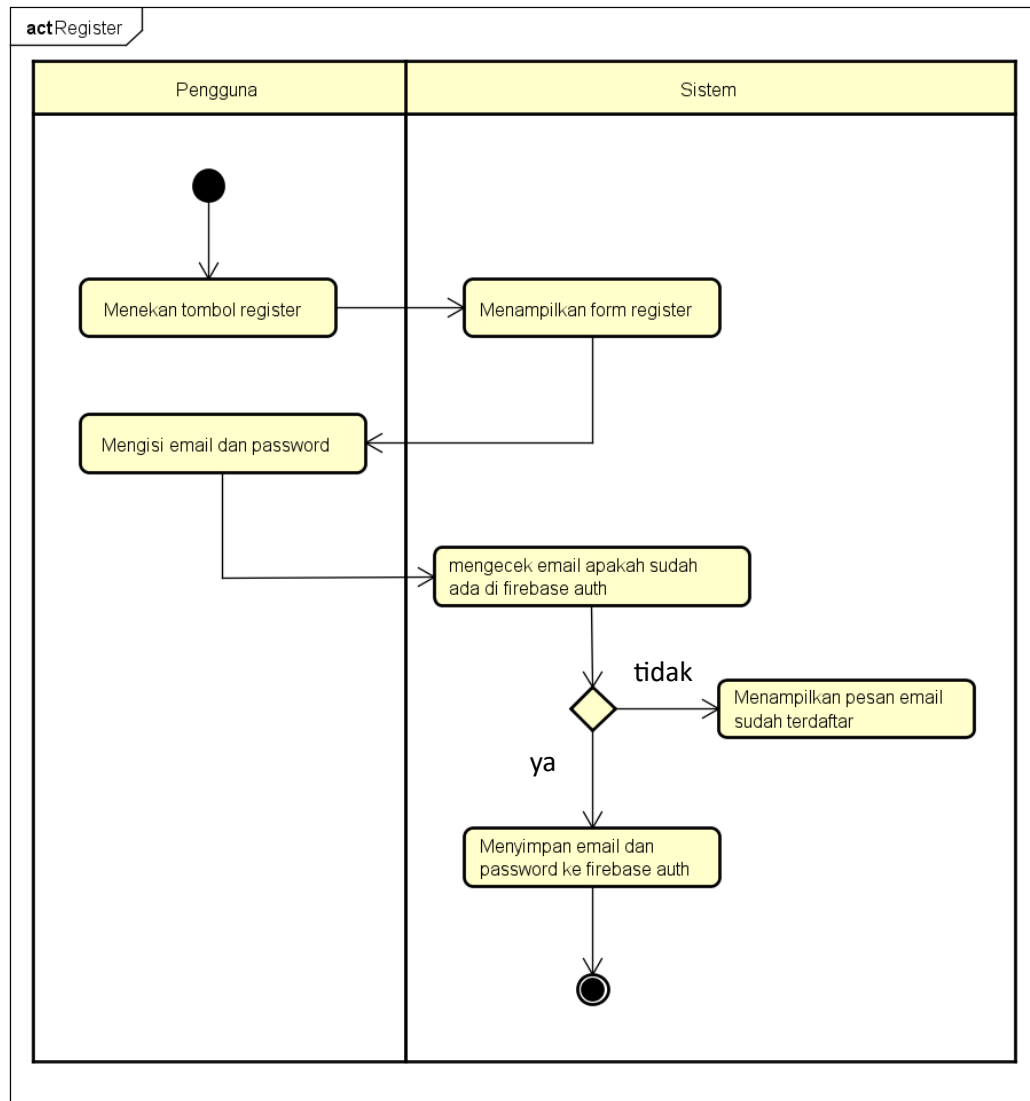 actRegister
Pengguna
Sistem
Menekan tombol register
Menampilkan form register
Mengisi email dan password
mengecek email apakah sudah
ada di firebase auth
tidak
Menampilkan pesan email
sudah terdaftar
ya
Menyimpan email dan
password ke firebase auth